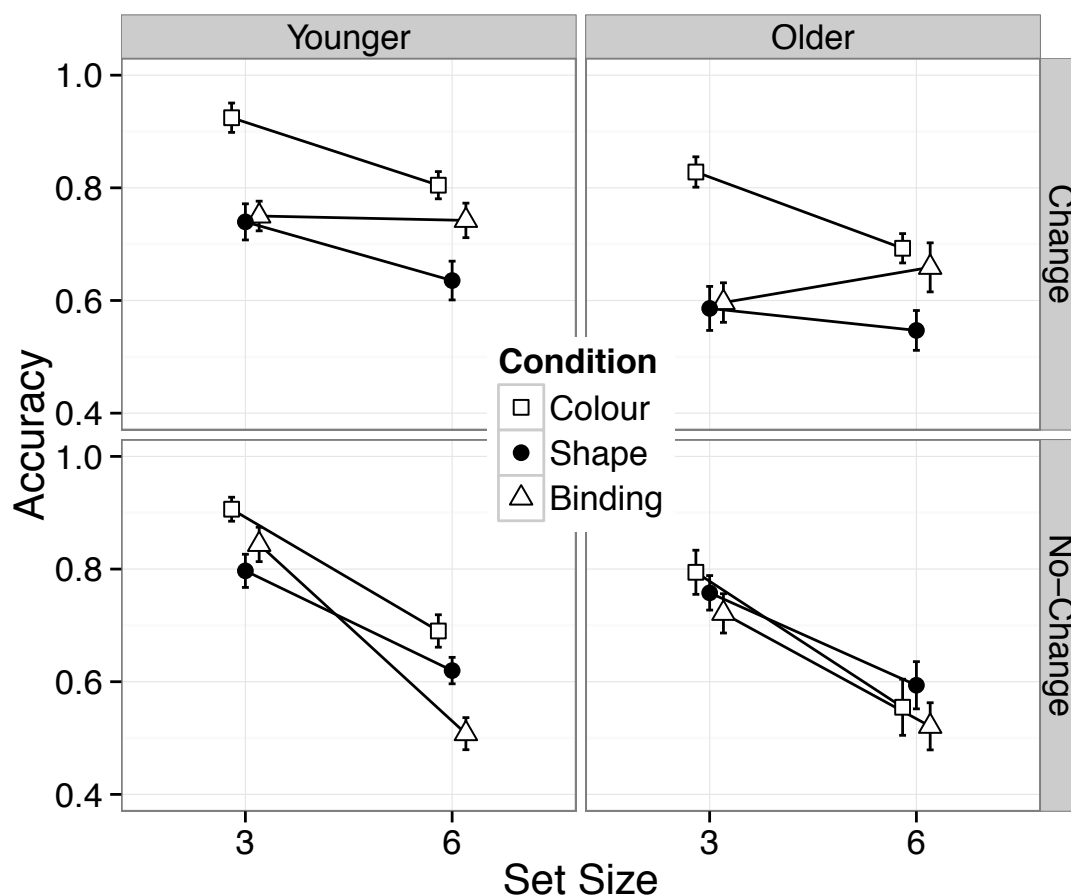 Younger
Older
1.0
0.8
0.6
0.4
Change
Condition
Colour
Shape
Binding
Accuracy
1.0
0.8
0.6
0.4
No−Change
3
6
3
6
Set Size